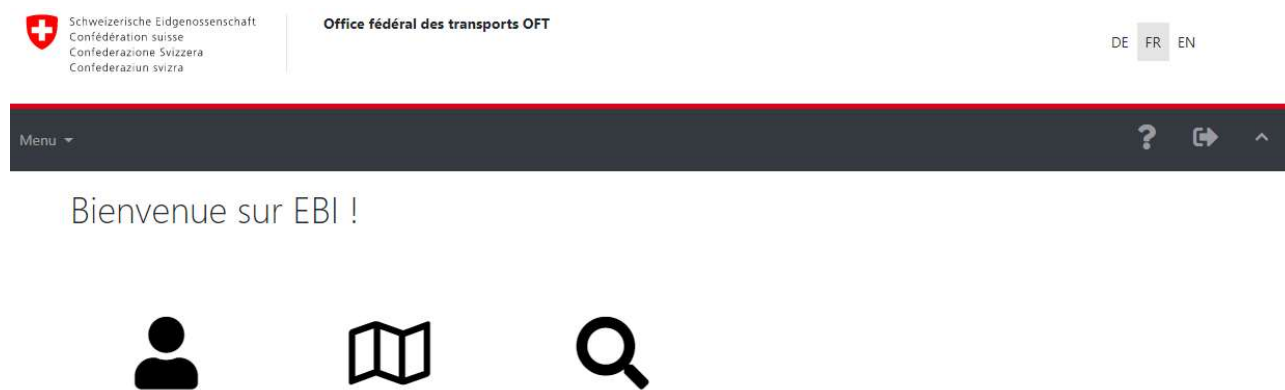 Schweizerische Eidgenossenschaft
Confédération suisse
Confederazione Svizzera
Confederaziun svizra
Office fédéral des transports OFT
DE FR EN
Menu
Bienvenue sur EBI !